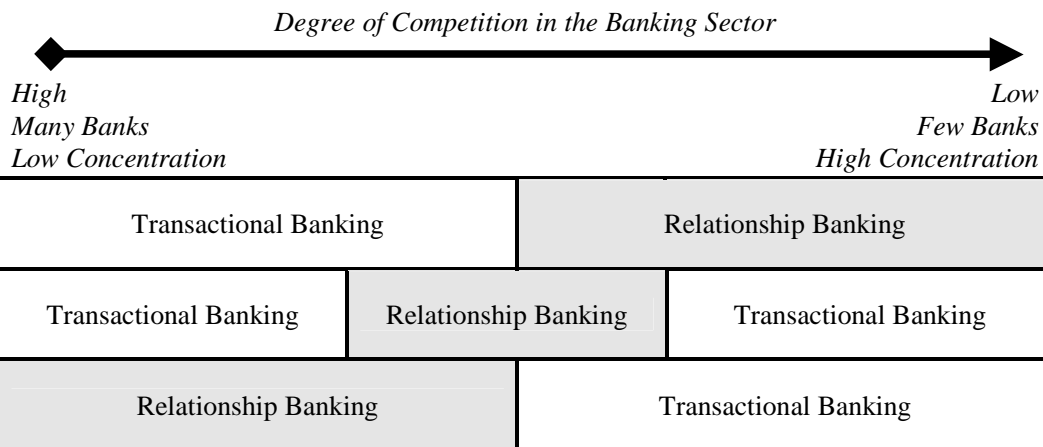 Degree of Competition in the Banking Sector
High
Low
Many Banks
Few Banks
Low Concentration
High Concentration
Transactional Banking
Relationship Banking
Transactional Banking
Relationship Banking
Transactional Banking
Relationship Banking
Transactional Banking